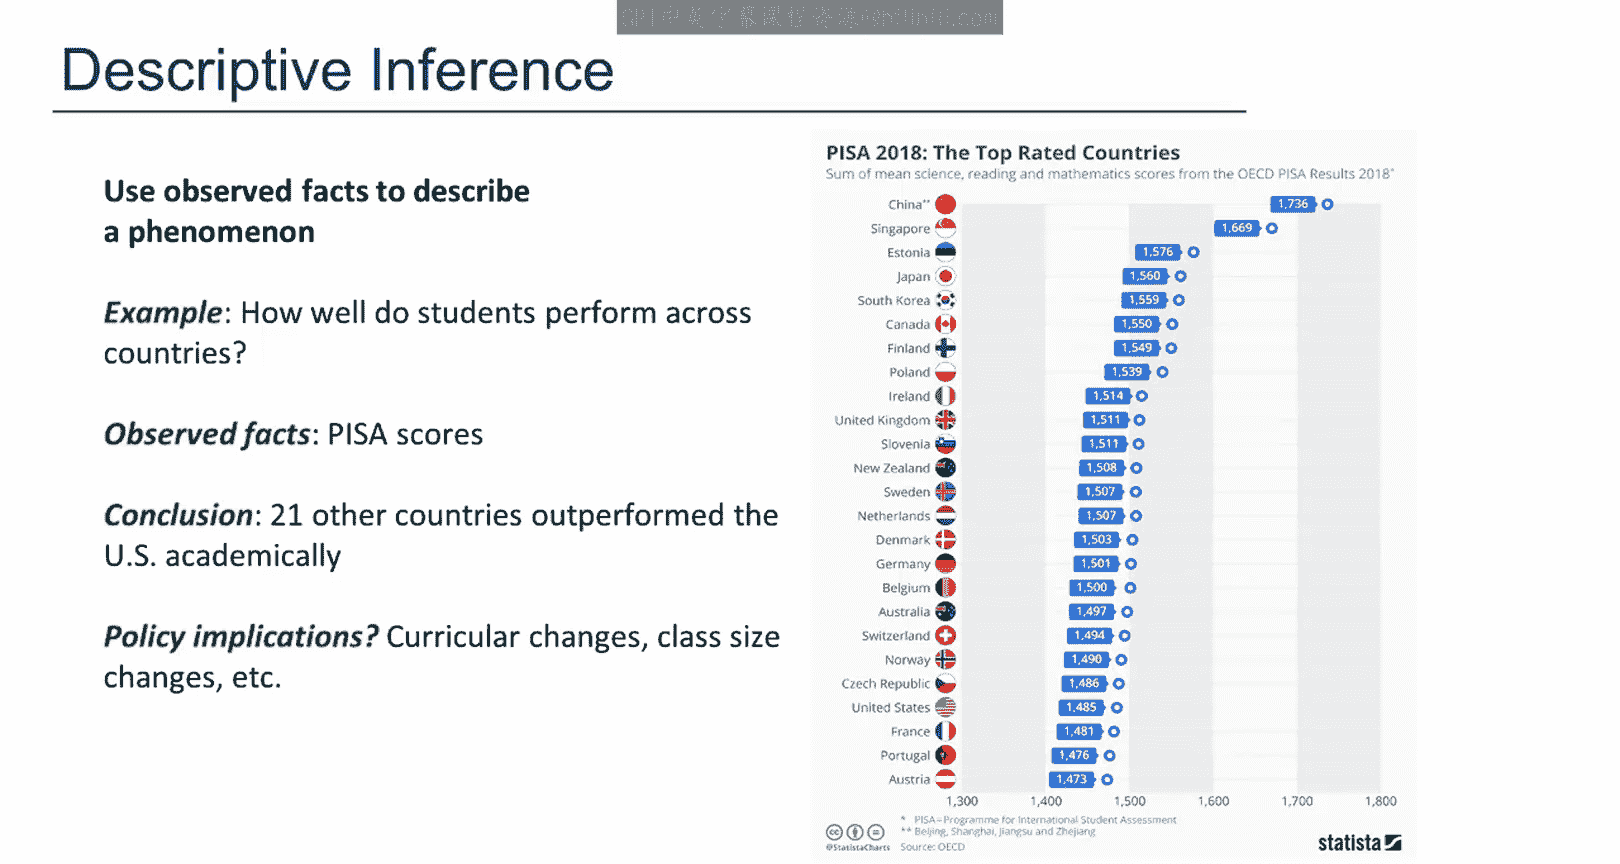 Descriptive Inference
Use observed facts to describe
a phenomenon
Example: How well do students perform across
countries?
Observed facts: PISA scores
Conclusion: 21 other countries outperformed the
U.S. academically
Policy implications? Curricular changes, class size
changes, etc.
PISA 2018: The Top Rated Countries
Sum of mean science, reading and mathematics scores from the OECD PISA Results 2018*
China** 1,736
Singapore 1,669
Estonia 1,576
Japan 1,560
South Korea 1,559
Canada 1,550
Finland 1,549
Poland 1,539
Ireland 1,514
United Kingdom 1,511
Slovenia 1,511
New Zealand 1,508
Sweden 1,507
Netherlands 1,507
Denmark 1,503
Germany 1,501
Belgium 1,500
Australia 1,497
Switzerland 1,494
Norway 1,490
Czech Republic 1,486
United States 1,485
France 1,481
Portugal 1,476
Austria 1,473
1,300 1,400 1,500 1,600 1,700 1,800
* PISA=Programme for International Student Assessment
** Beijing, Shanghai, Jiangsu and Zhejiang
@StatistaCharts Source: OECD
statista